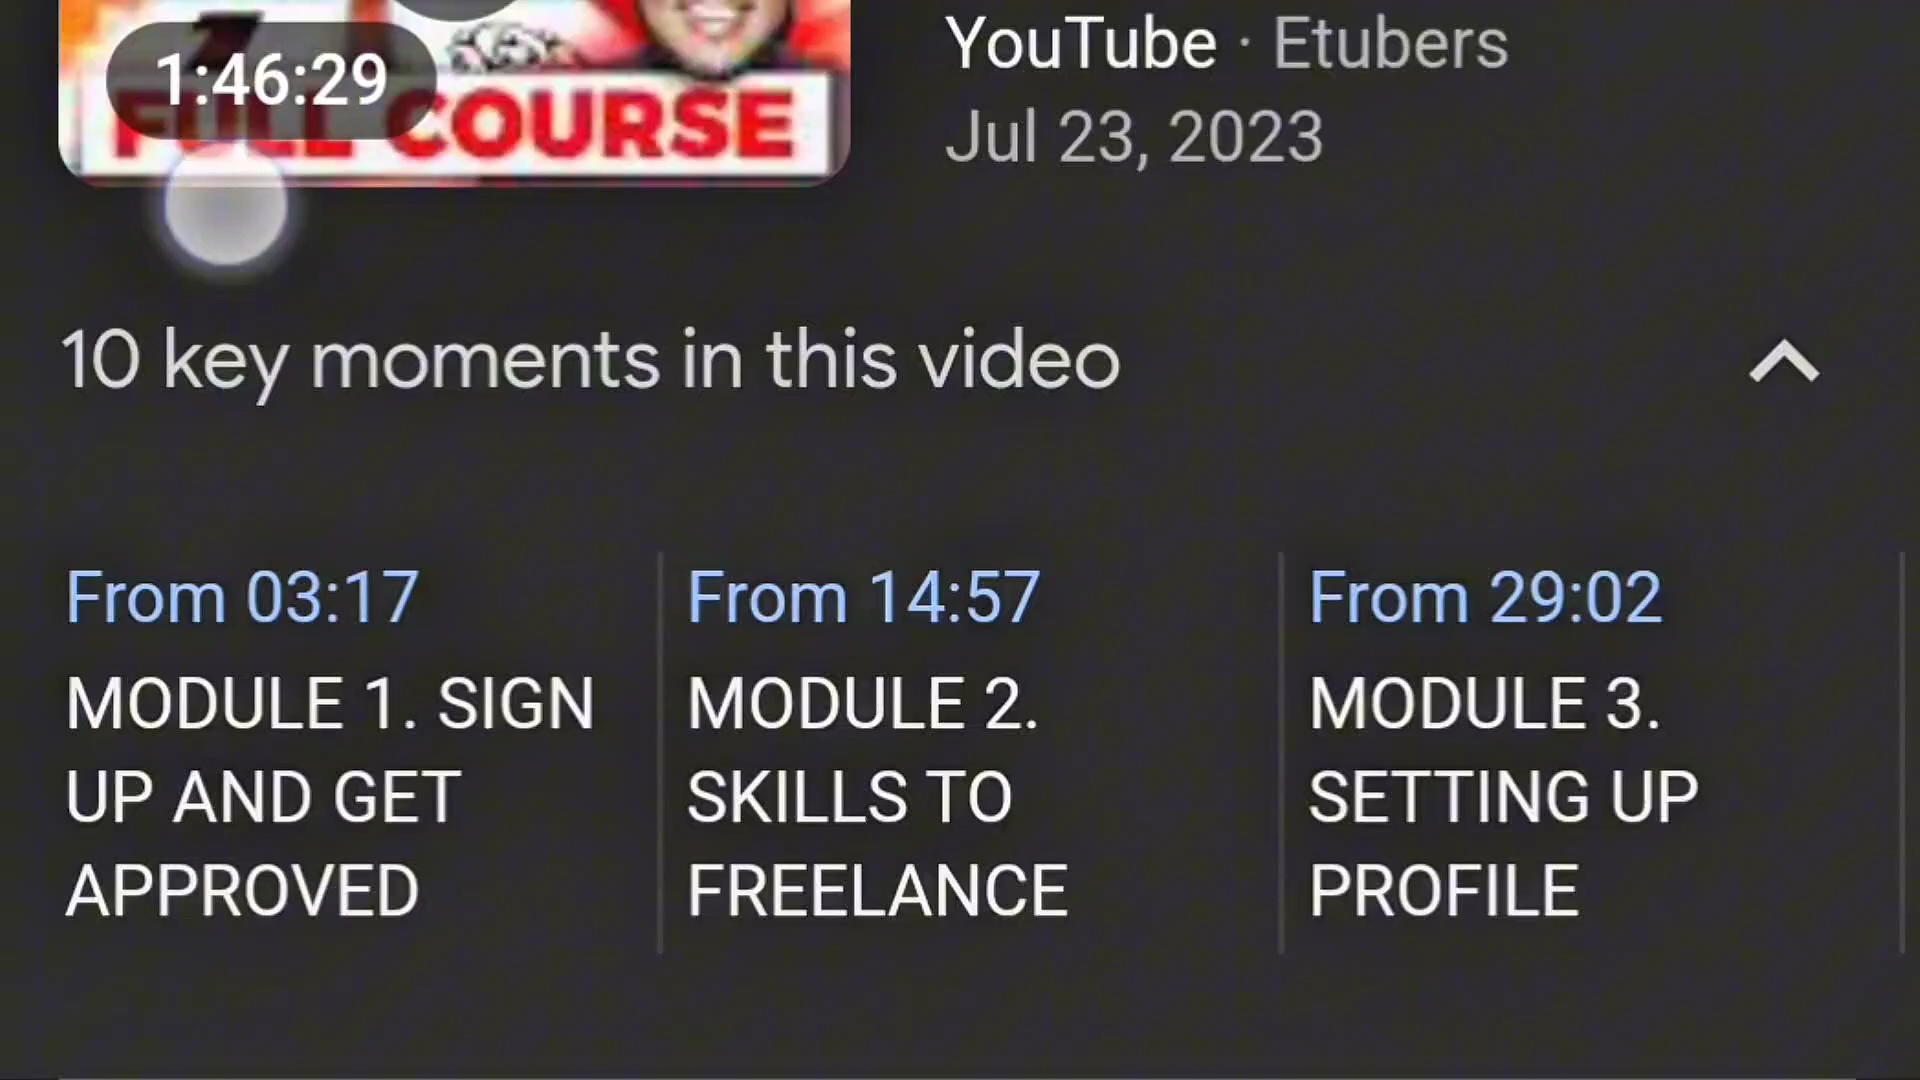 1:46:29
FULL COURSE
YouTube · Etubers
Jul 23, 2023
10 key moments in this video
From 03:17
MODULE 1. SIGN
UP AND GET
APPROVED
From 14:57
MODULE 2.
SKILLS TO
FREELANCE
From 29:02
MODULE 3.
SETTING UP
PROFILE